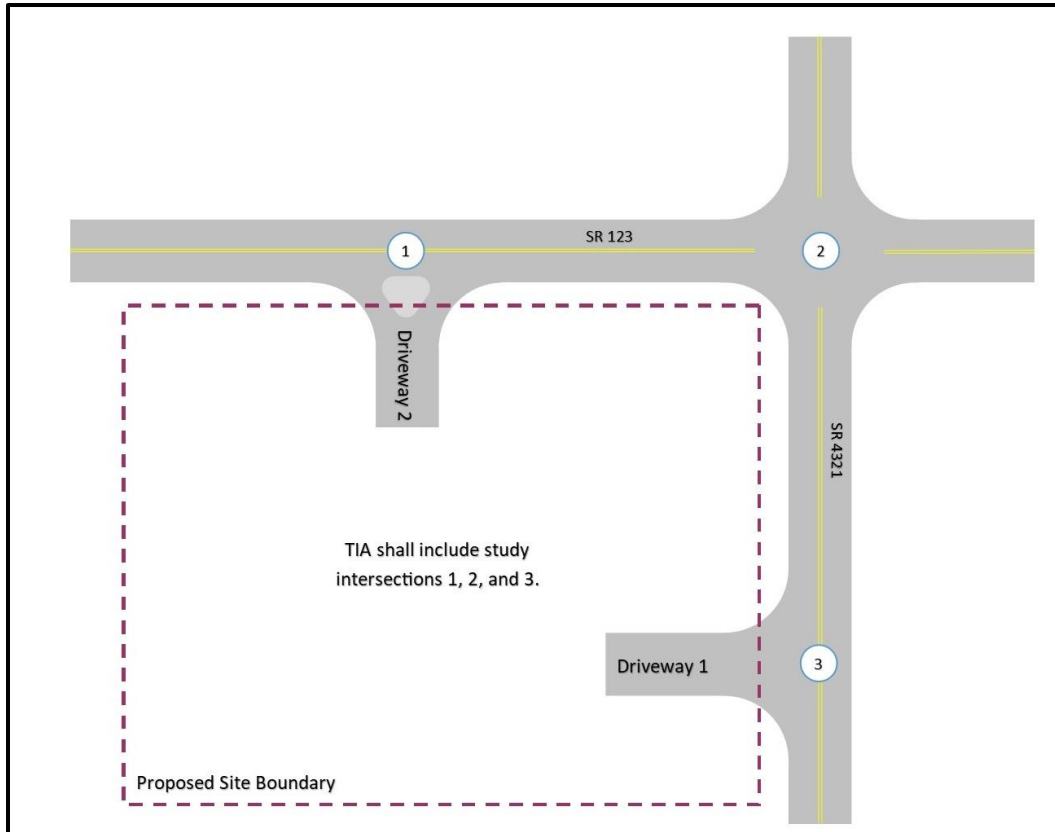 SR 123
1
2
Driveway 2
SR 4321
TIA shall include study
intersections 1, 2, and 3.
Driveway 1
3
Proposed Site Boundary